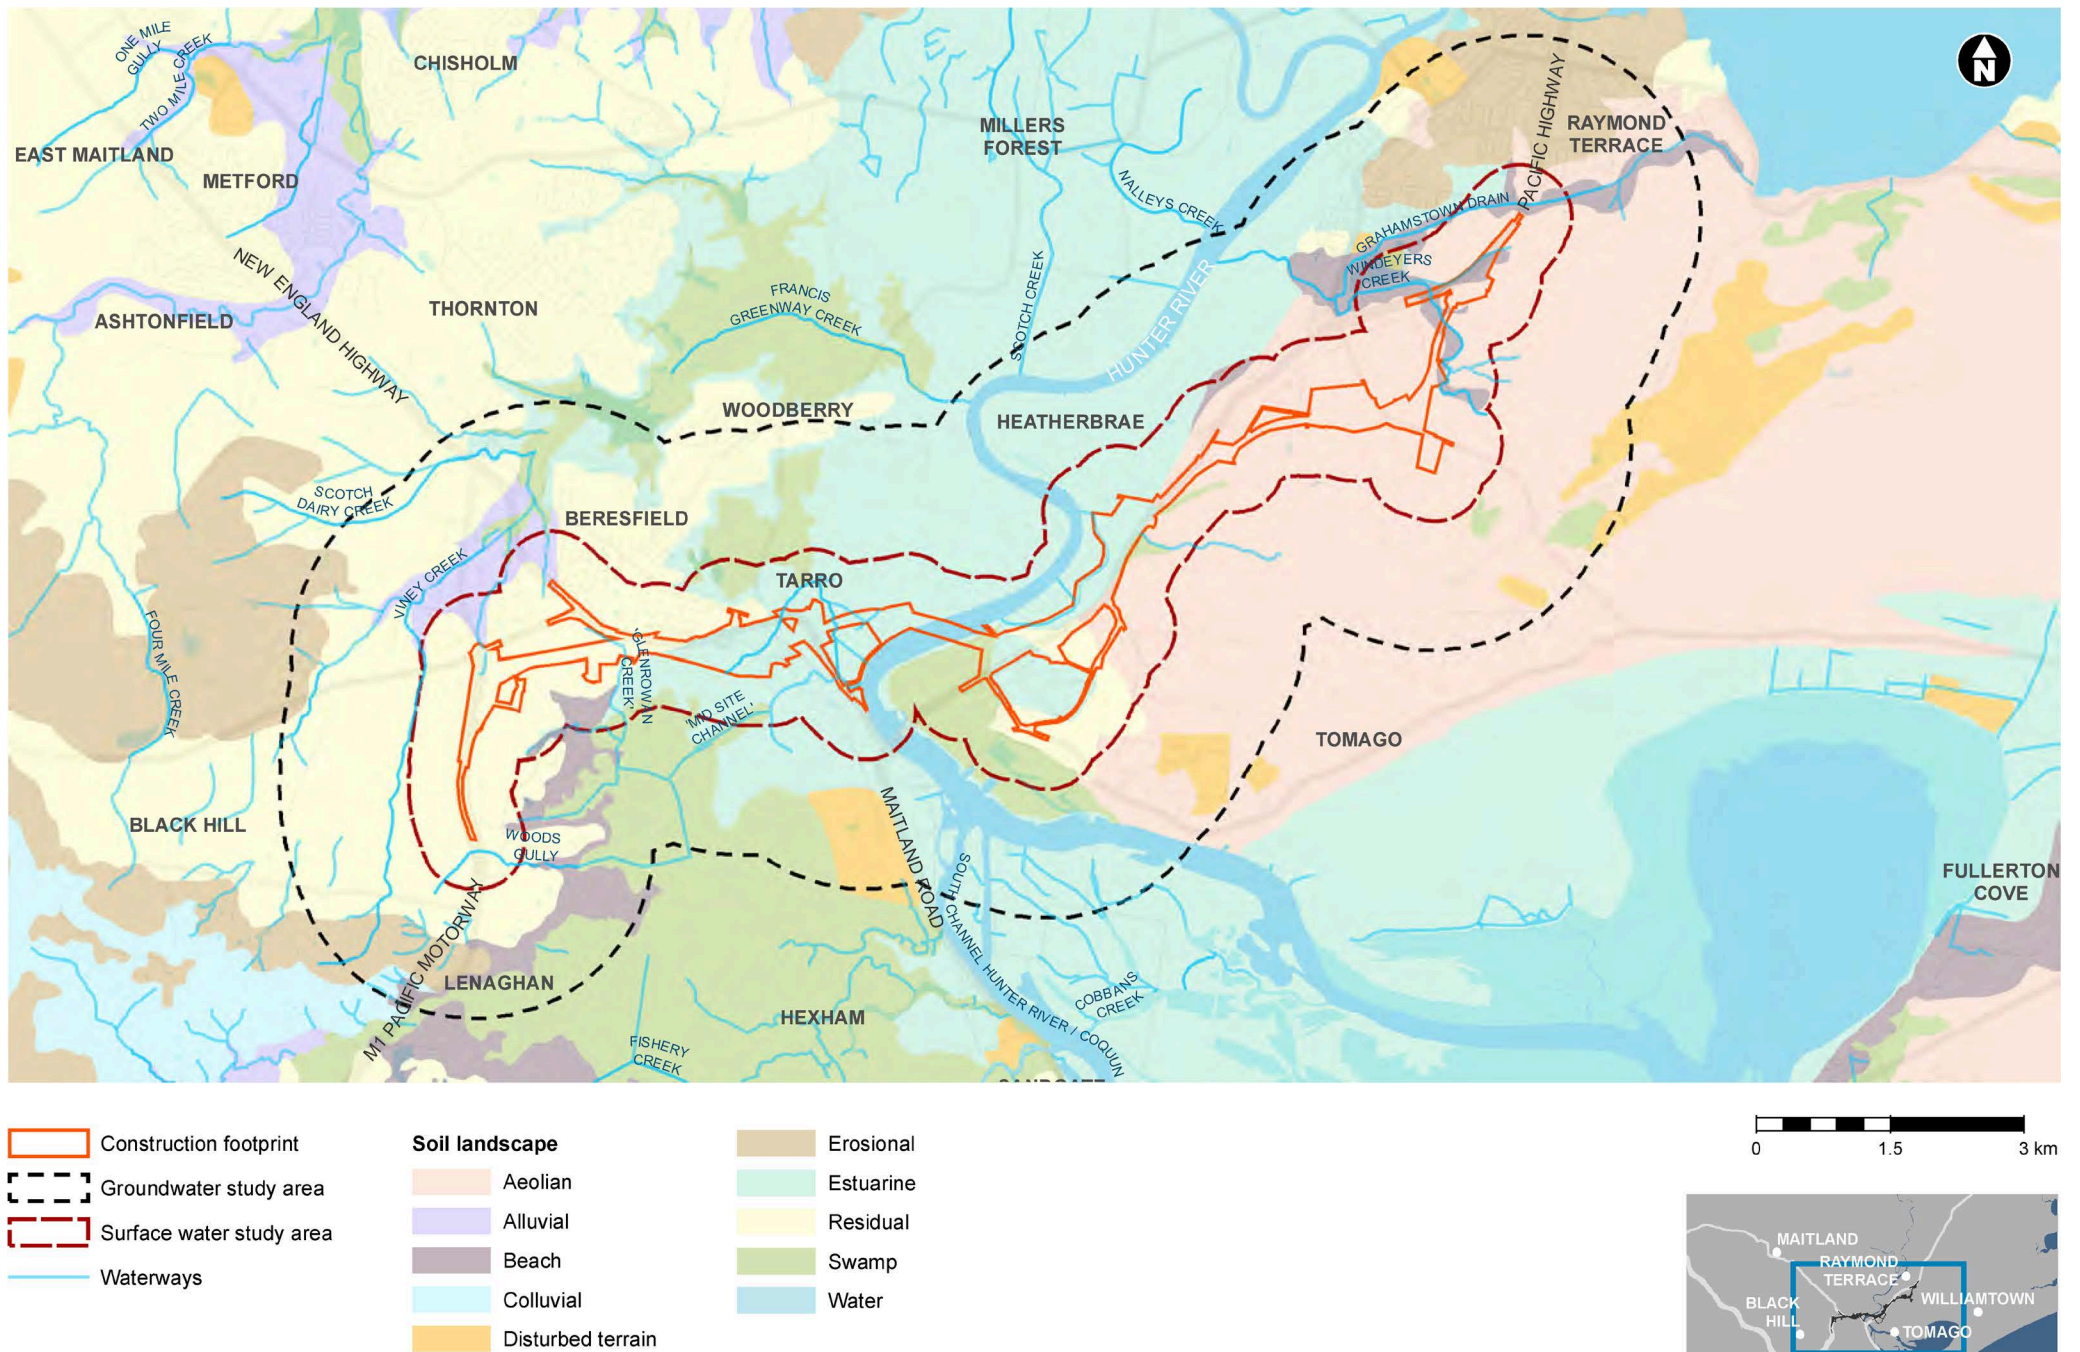 ONE MILE
GULLY
TWO MILE CREEK
CHISHOLM
EAST MAITLAND
METFORD
MILLERS
FOREST
NALLEYS CREEK
PACIFIC HIGHWAY
RAYMOND
TERRACE
N
GRAHAMSTOWN DRAIN
WINDEYERS
CREEK
NEW ENGLAND HIGHWAY
ASHTONFIELD
THORNTON
FRANCIS
GREENWAY CREEK
SCOTCH CREEK
HUNTER RIVER
WOODBERRY
HEATHERBRAE
SCOTCH
DAIRY CREEK
BERESFIELD
VINEY CREEK
TARRO
FOUR MILE CREEK
'GLENROWAN
CREEK'
'MID SITE
CHANNEL'
TOMAGO
BLACK HILL
WOODS
GULLY
MAITLAND ROAD
SOUTH CHANNEL HUNTER RIVER / COQUUN
FULLERTON
COVE
M1 PACIFIC MOTORWAY
LENAGHAN
HEXHAM
COBBANS
CREEK
FISHERY
CREEK
Construction footprint
Groundwater study area
Surface water study area
Waterways
Soil landscape
Aeolian
Alluvial
Beach
Colluvial
Disturbed terrain
Erosional
Estuarine
Residual
Swamp
Water
0 1.5 3 km
MAITLAND
RAYMOND
TERRACE
BLACK
HILL
WILLIAMTOWN
TOMAGO